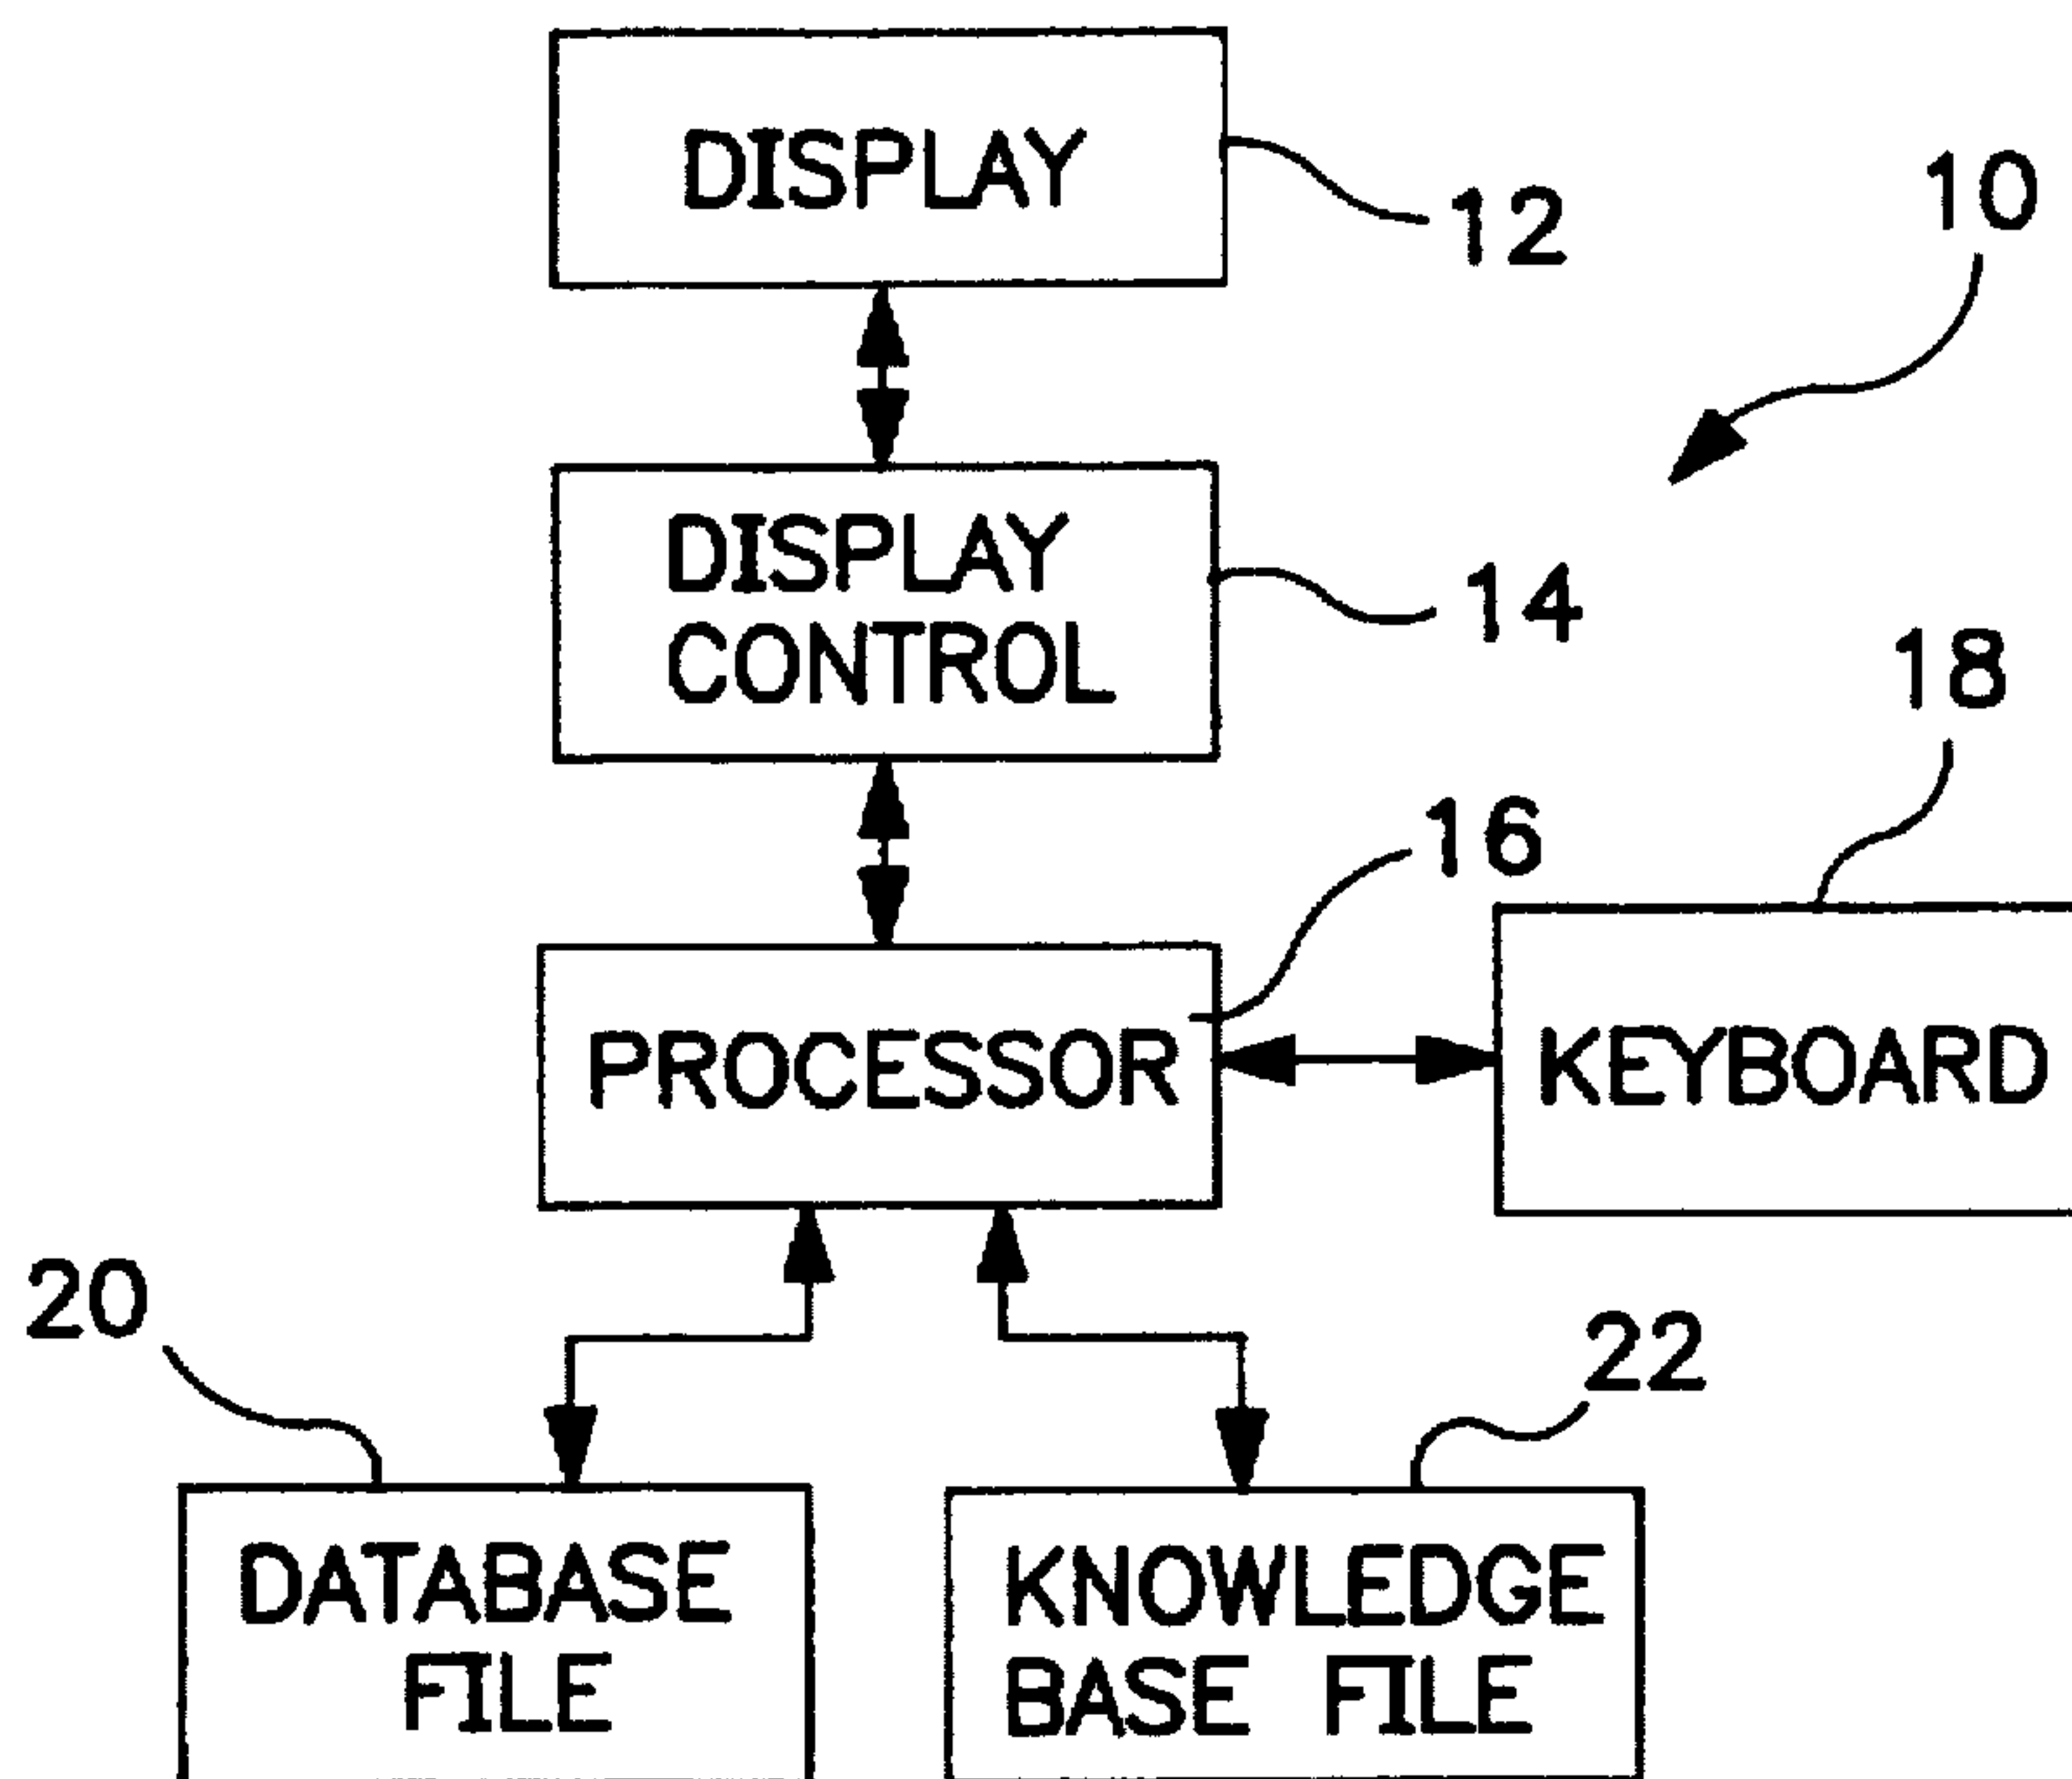 DISPLAY
12
10
DISPLAY
CONTROL
14
18
16
PROCESSOR
KEYBOARD
20
22
DATABASE
FILE
KNOWLEDGE
BASE FILE